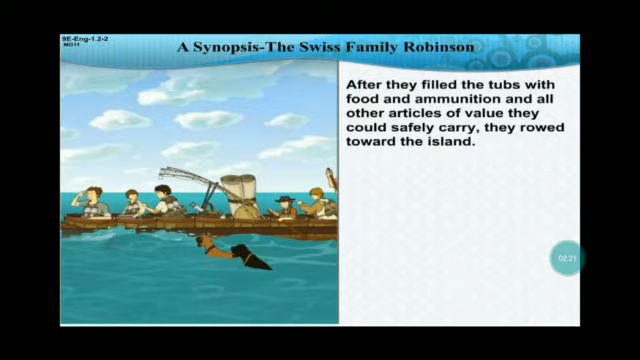 9E-Eng-1.2-2
MG11
A Synopsis-The Swiss Family Robinson
After they filled the tubs with
food and ammunition and all
other articles of value they
could safely carry, they rowed
toward the island.
02:21